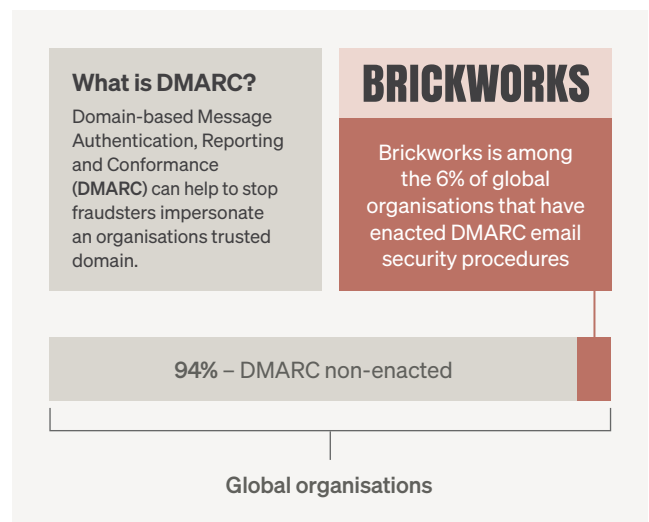 What is DMARC?
Domain-based Message
Authentication, Reporting
and Conformance
(DMARC) can help to stop
fraudsters impersonate
an organisations trusted
domain.
BRICKWORKS
Brickworks is among
the 6% of global
organisations that have
enacted DMARC email
security procedures
94% – DMARC non-enacted
Global organisations